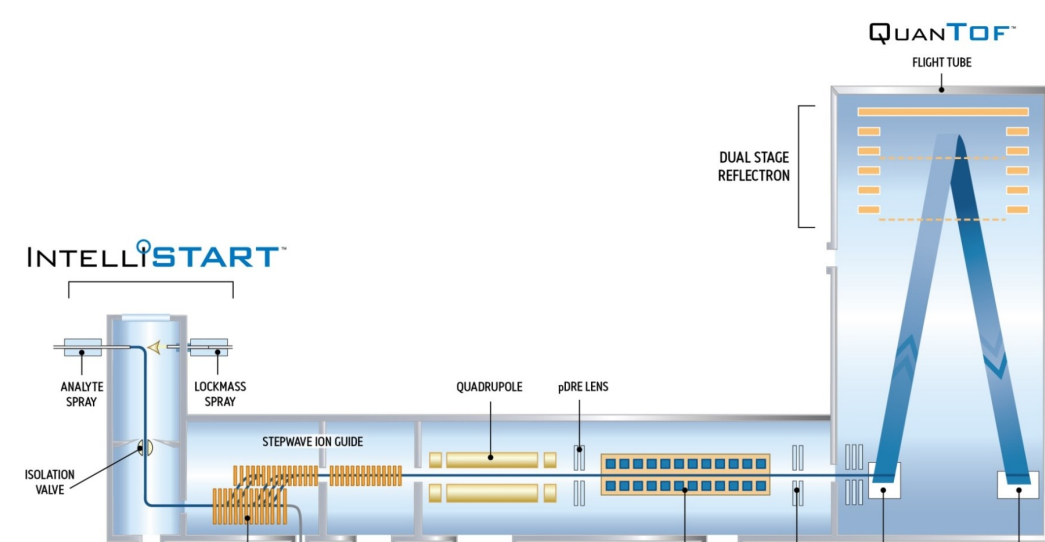 QUANTOF™
FLIGHT TUBE
DUAL STAGE
REFLECTRON
INTELLISTART™
ANALYTE
SPRAY
LOCKMASS
SPRAY
QUADRUPOLE
pDRE LENS
STEPWAVE ION GUIDE
ISOLATION
VALVE